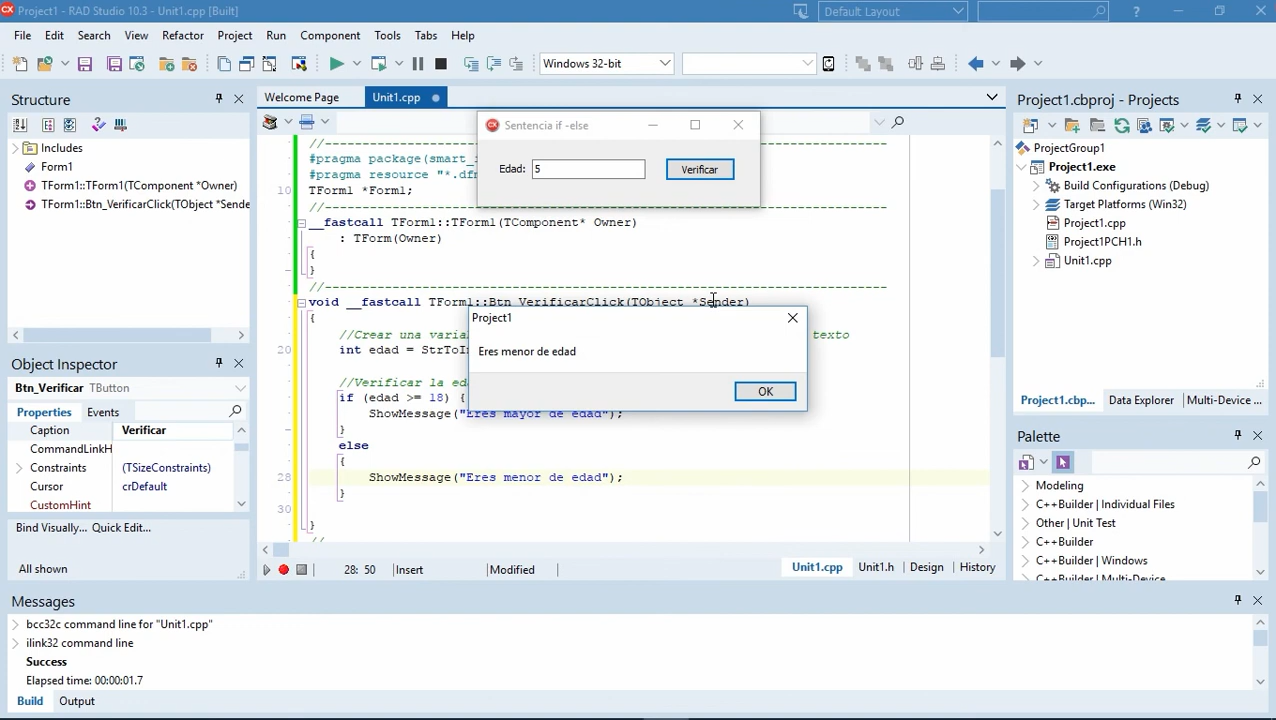 Project1 - RAD Studio 10.3 - Unit1.cpp [Built]
Default Layout
File Edit Search View Refactor Project Run Component Tools Tabs Help
Windows 32-bit
Structure
Includes
Form1
TForm1::TForm1(TComponent *Owner)
TForm1::Btn_VerificarClick(TObject *Sende
Object Inspector
Btn_Verificar TButton
Properties Events
Caption Verificar
CommandLinkH
Constraints (TSizeConstraints)
Cursor crDefault
CustomHint
Bind Visually... Quick Edit...
All shown
Welcome Page Unit1.cpp
//---
#pragma package(smart_
#pragma resource "*.df
10 TForm1 *Form1;
//---
__fastcall TForm1::TForm1(TComponent* Owner)
: TForm(Owner)
{
}
//---
void __fastcall TForm1::Btn_VerificarClick(TObject *Sender)
{
//Crear una texto
20 int edad =
//Verificar la
if (edad >= 18) {
ShowMessage("Eres mayor de edad");
}
else
{
28 ShowMessage("Eres menor de edad");
}
30
}
//
Sentencia if -else
Edad: 5 Verificar
Project1
Eres menor de edad
OK
28: 50 Insert Modified
Unit1.cpp Unit1.h Design History
Project1.cbproj - Projects
ProjectGroup1
Project1.exe
Build Configurations (Debug)
Target Platforms (Win32)
Project1.cpp
Project1PCH1.h
Unit1.cpp
Project1.cbp... Data Explorer Multi-Device ...
Palette
Modeling
C++Builder | Individual Files
Other | Unit Test
C++Builder
C++Builder | Windows
C++Builder | Multi-Device
Messages
bcc32c command line for "Unit1.cpp"
ilink32 command line
Success
Elapsed time: 00:00:01.7
Build Output